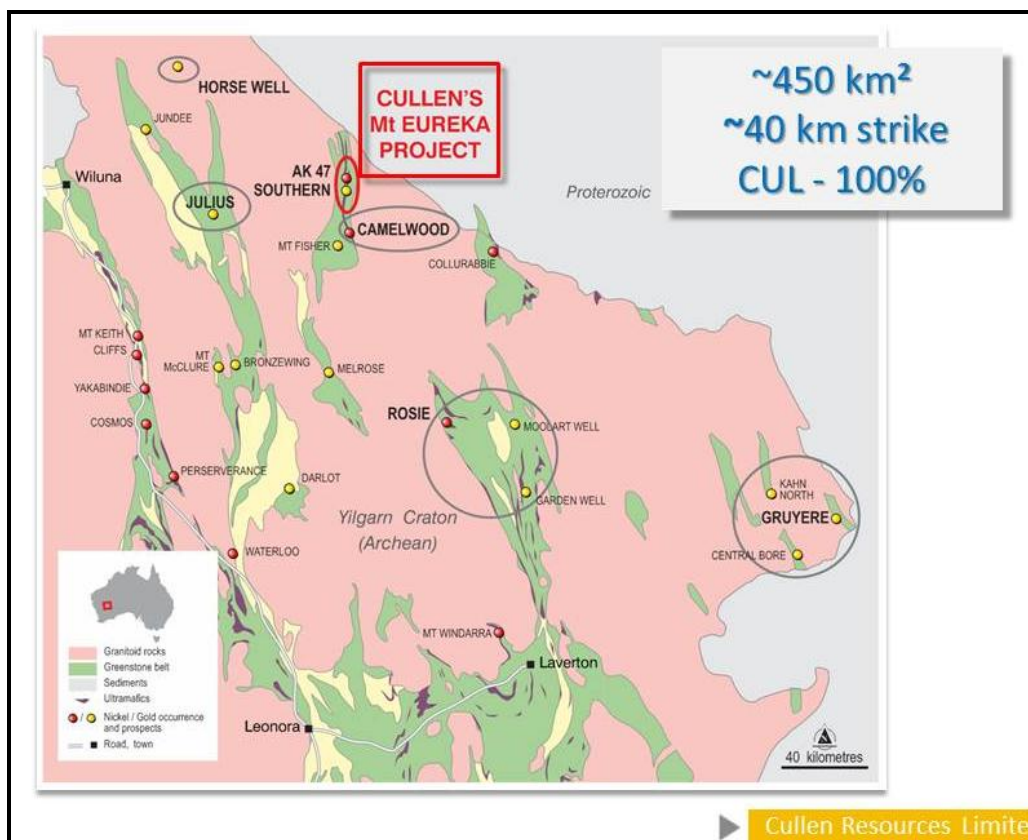 ~450 km²
~40 km strike
CUL - 100%
CULLEN'S
Mt EUREKA
PROJECT
HORSE WELL
JUNDEE
AK 47
SOUTHERN
Wiluna
JULIUS
Proterozoic
CAMELWOOD
MT FISHER
COLLURABBIE
MT KEITH
CLIFFS
MT
McCLURE
BRONZEWING
MELROSE
YAKABINDIE
COSMOS
ROSIE
MOOLART WELL
PERSERVERANCE
DARLOT
GARDEN WELL
KAHN
NORTH
GRUYERE
Yilgarn Craton
(Archean)
WATERLOO
CENTRAL BORE
MT WINDARRA
Laverton
Leonora
Granitoid rocks
Greenstone belt
Sediments
Ultramafics
/ Nickel / Gold occurrence
and prospects
Road, town
40 kilometres
Cullen Resources Limite